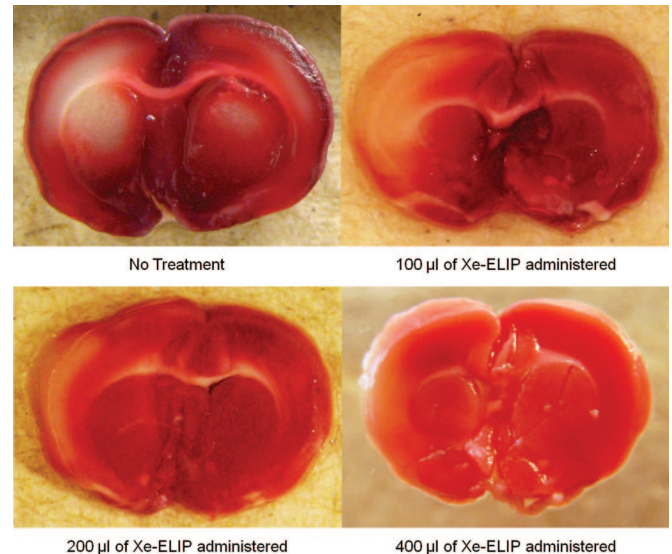 No Treatment
100 µl of Xe-ELIP administered
200 µl of Xe-ELIP administered
400 µl of Xe-ELIP administered